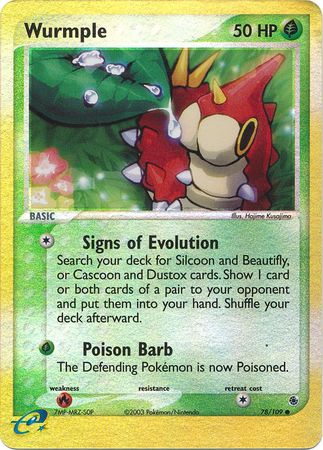 Wurmple 50 HP
BASIC Illus. Hajime Kusajima
Signs of Evolution
Search your deck for Silcoon and Beautifly,
or Cascoon and Dustox cards. Show 1 card
or both cards of a pair to your opponent
and put them into your hand. Shuffle your
deck afterward.
Poison Barb
The Defending Pokémon is now Poisoned.
weakness resistance retreat cost
7MP-MRZ-50P ©2003 Pokémon/Nintendo 78/109
e